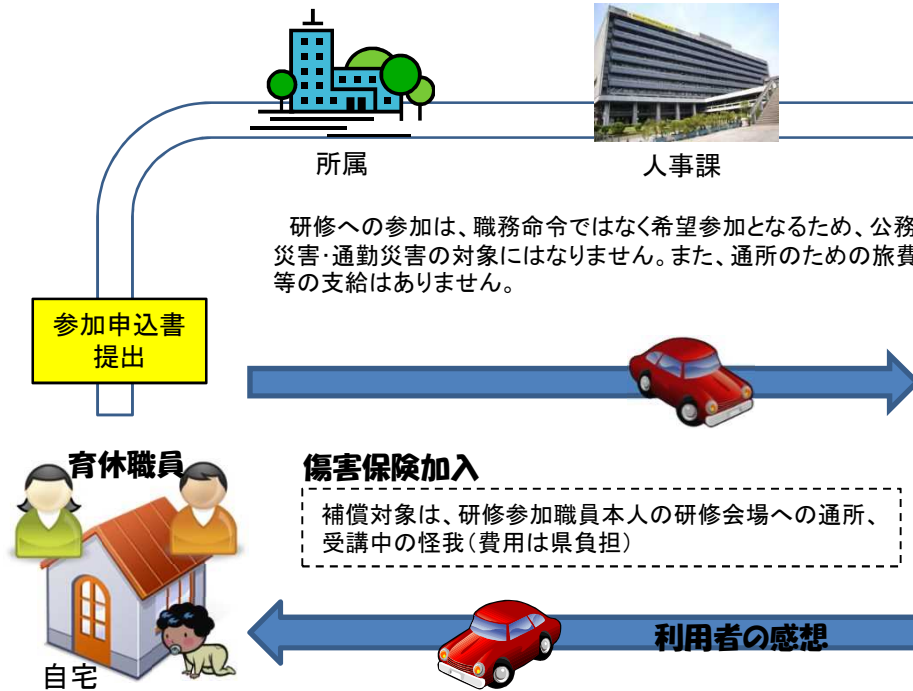 所属
人事課
研修への参加は、職務命令ではなく希望参加となるため、公務
災害・通勤災害の対象にはなりません。また、通所のための旅費
等の支給はありません。
参加申込書
提出
育休職員
傷害保険加入
補償対象は、研修参加職員本人の研修会場への通所、
受講中の怪我(費用は県負担)
利用者の感想
自宅